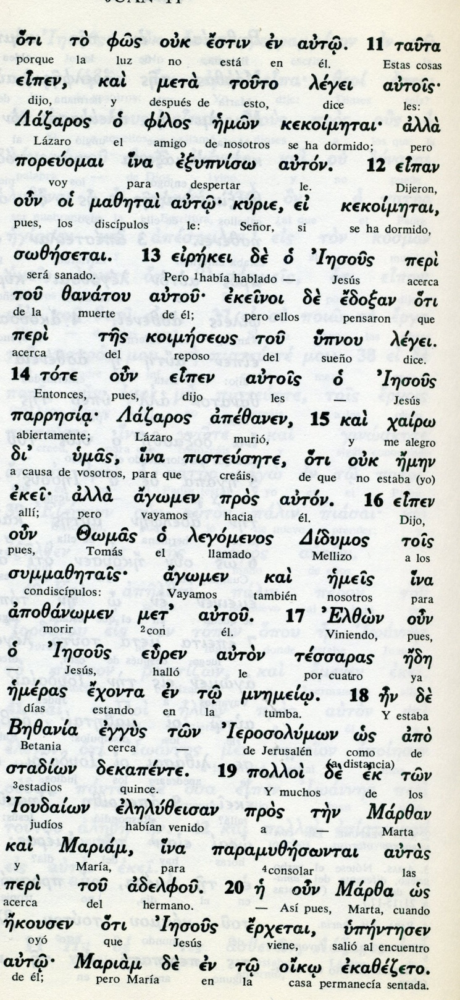 JUAN 11
ὅτι τὸ φῶς οὐκ ἔστιν ἐν αὐτῷ. 11 ταῦτα
porque la luz no está en él. Estas cosas
εἶπεν, καὶ μετὰ τοῦτο λέγει αὐτοῖς·
dijo, y después de esto, dice les:
Λάζαρος ὁ φίλος ἡμῶν κεκοίμηται· ἀλλὰ
Lázaro el amigo de nosotros se ha dormido; pero
πορεύομαι ἵνα ἐξυπνίσω αὐτόν. 12 εἶπαν
voy para despertar le. Dijeron,
οὖν οἱ μαθηταὶ αὐτῷ· κύριε, εἰ κεκοίμηται,
pues, los discípulos le: Señor, si se ha dormido,
σωθήσεται. 13 εἰρήκει δὲ ὁ Ἰησοῦς περὶ
será sanado. Pero 1había hablado — Jesús acerca
τοῦ θανάτου αὐτοῦ· ἐκεῖνοι δὲ ἔδοξαν ὅτι
de la muerte de él; pero ellos pensaron que
περὶ τῆς κοιμήσεως τοῦ ὕπνου λέγει.
acerca del reposo del sueño dice.
14 τότε οὖν εἶπεν αὐτοῖς ὁ Ἰησοῦς
Entonces, pues, dijo les — Jesús
παρρησίᾳ· Λάζαρος ἀπέθανεν, 15 καὶ χαίρω
abiertamente; Lázaro murió, y me alegro
δι' ὑμᾶς, ἵνα πιστεύσητε, ὅτι οὐκ ἤμην
a causa de vosotros, para que creáis, de que no estaba (yo)
ἐκεῖ· ἀλλὰ ἄγωμεν πρὸς αὐτόν. 16 εἶπεν
allí; pero vayamos hacia él. Dijo,
οὖν Θωμᾶς ὁ λεγόμενος Δίδυμος τοῖς
pues, Tomás el llamado Mellizo a los
συμμαθηταῖς· ἄγωμεν καὶ ἡμεῖς ἵνα
condiscípulos: Vayamos también nosotros para
ἀποθάνωμεν μετ' αὐτοῦ. 17 Ἐλθὼν οὖν
morir 2con él. Viniendo, pues,
ὁ Ἰησοῦς εὗρεν αὐτὸν τέσσαρας ἤδη
— Jesús, halló le por cuatro ya
ἡμέρας ἔχοντα ἐν τῷ μνημείῳ. 18 ἦν δὲ
días estando en la tumba. Y estaba
Βηθανία ἐγγὺς τῶν Ἱεροσολύμων ὡς ἀπὸ
Betania cerca — de Jerusalén como de
(a distancia)
σταδίων δεκαπέντε. 19 πολλοὶ δὲ ἐκ τῶν
3estadios quince. Y muchos de los
Ἰουδαίων ἐληλύθεισαν πρὸς τὴν Μάρθαν
judíos habían venido a — Marta
καὶ Μαριάμ, ἵνα παραμυθήσωνται αὐτὰς
y María, para 4consolar las
περὶ τοῦ ἀδελφοῦ. 20 ἡ οὖν Μάρθα ὡς
acerca del hermano. — Así pues, Marta, cuando
ἤκουσεν ὅτι Ἰησοῦς ἔρχεται, ὑπήντησεν
oyó que Jesús viene, salió al encuentro
αὐτῷ· Μαριὰμ δὲ ἐν τῷ οἴκῳ ἐκαθέζετο.
de él; pero María en la casa permanecía sentada.